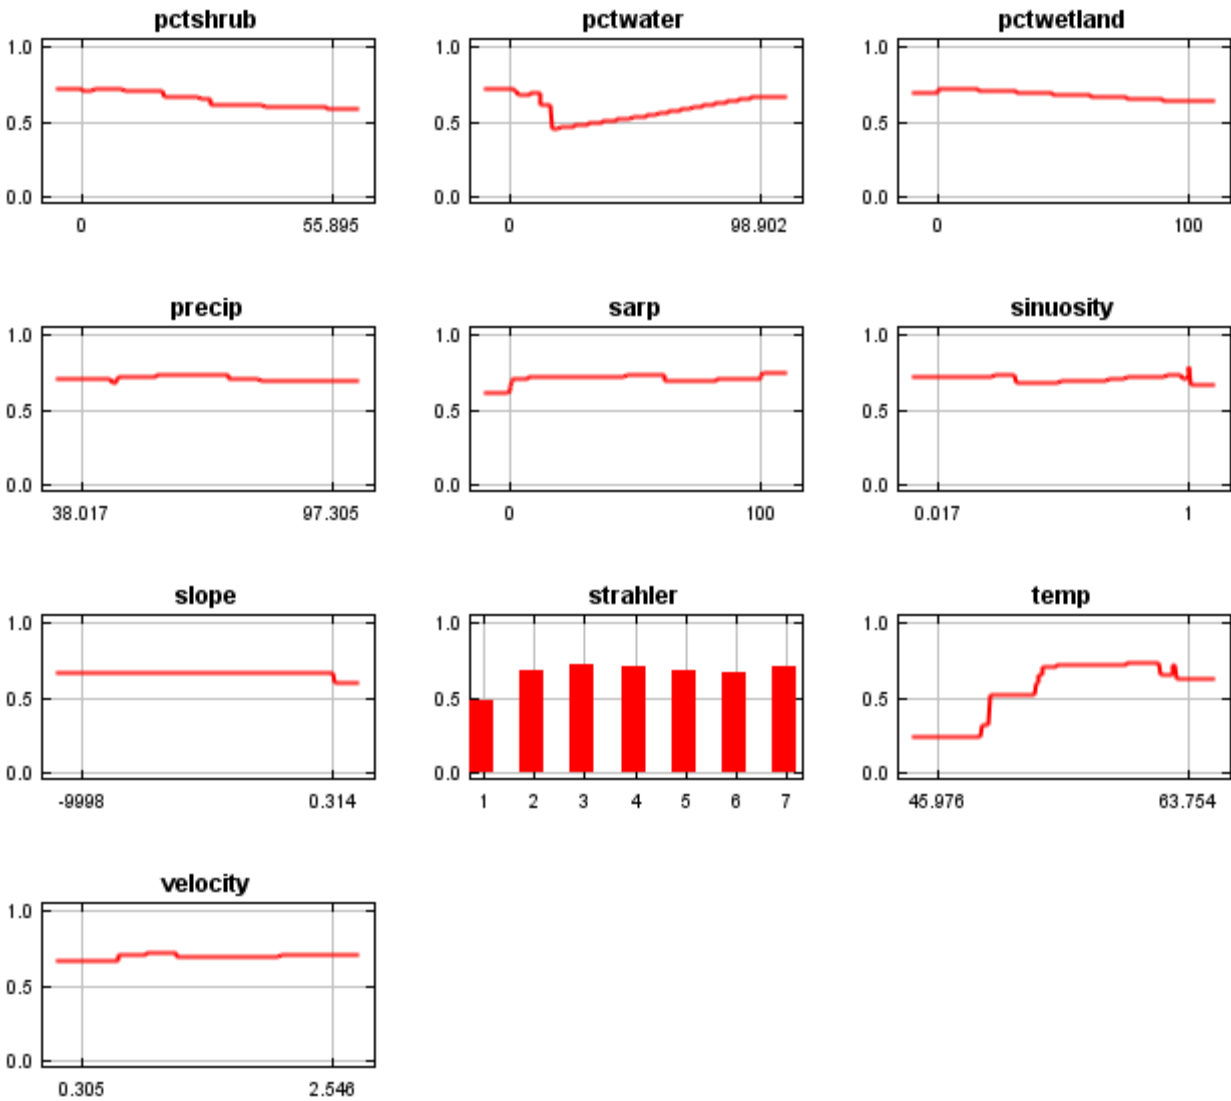 pctshrub pctwater pctwetland
1.0 1.0 1.0
0.5 0.5 0.5
0.0 0.0 0.0
0 55.895 0 98.902 0 100
precip sarp sinuosity
1.0 1.0 1.0
0.5 0.5 0.5
0.0 0.0 0.0
38.017 97.305 0 100 0.017 1
slope strahler temp
1.0 1.0 1.0
0.5 0.5 0.5
0.0 0.0 0.0
-9998 0.314 1 2 3 4 5 6 7 45.976 63.754
velocity
1.0
0.5
0.0
0.305 2.546